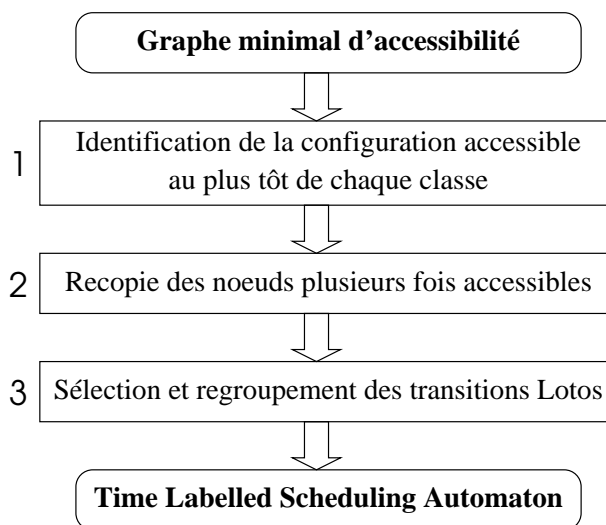 Graphe minimal d'accessibilité
1
Identification de la configuration accessible
au plus tôt de chaque classe
2
Recopie des noeuds plusieurs fois accessibles
3
Sélection et regroupement des transitions Lotos
Time Labelled Scheduling Automaton